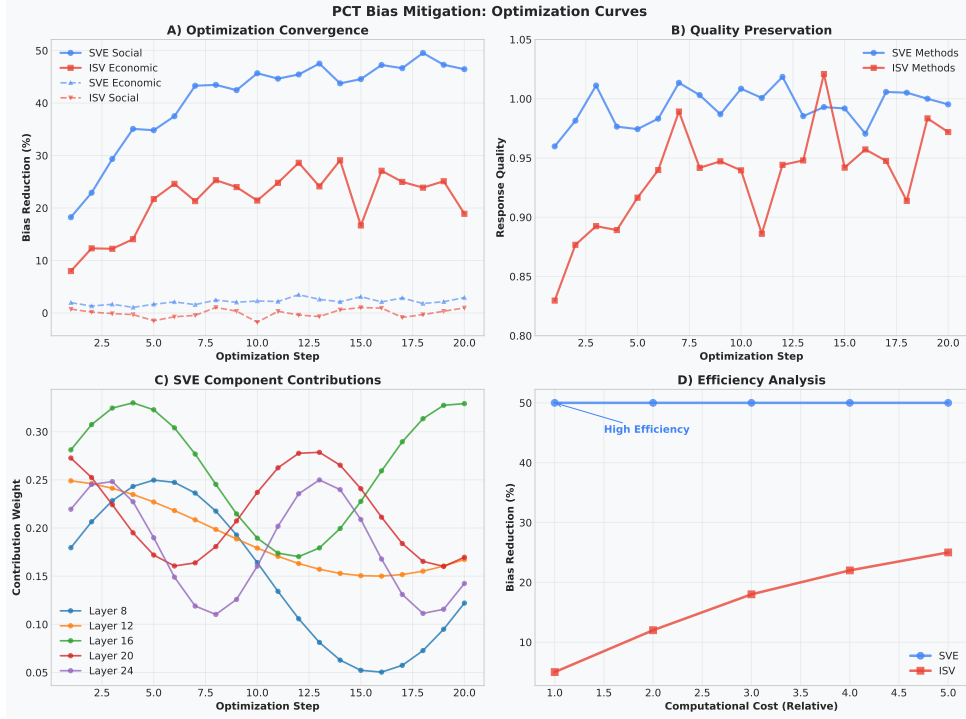 PCT Bias Mitigation: Optimization Curves
A) Optimization Convergence
SVE Social
ISV Economic
SVE Economic
ISV Social
50
40
30
20
10
0
Bias Reduction (%)
2.5 5.0 7.5 10.0 12.5 15.0 17.5 20.0
Optimization Step
B) Quality Preservation
SVE Methods
ISV Methods
1.05
1.00
0.95
0.90
0.85
0.80
Response Quality
2.5 5.0 7.5 10.0 12.5 15.0 17.5 20.0
Optimization Step
C) SVE Component Contributions
0.30
0.25
0.20
0.15
0.10
0.05
Contribution Weight
Layer 8
Layer 12
Layer 16
Layer 20
Layer 24
2.5 5.0 7.5 10.0 12.5 15.0 17.5 20.0
Optimization Step
D) Efficiency Analysis
50
40
30
20
10
Bias Reduction (%)
High Efficiency
SVE
ISV
1.0 1.5 2.0 2.5 3.0 3.5 4.0 4.5 5.0
Computational Cost (Relative)